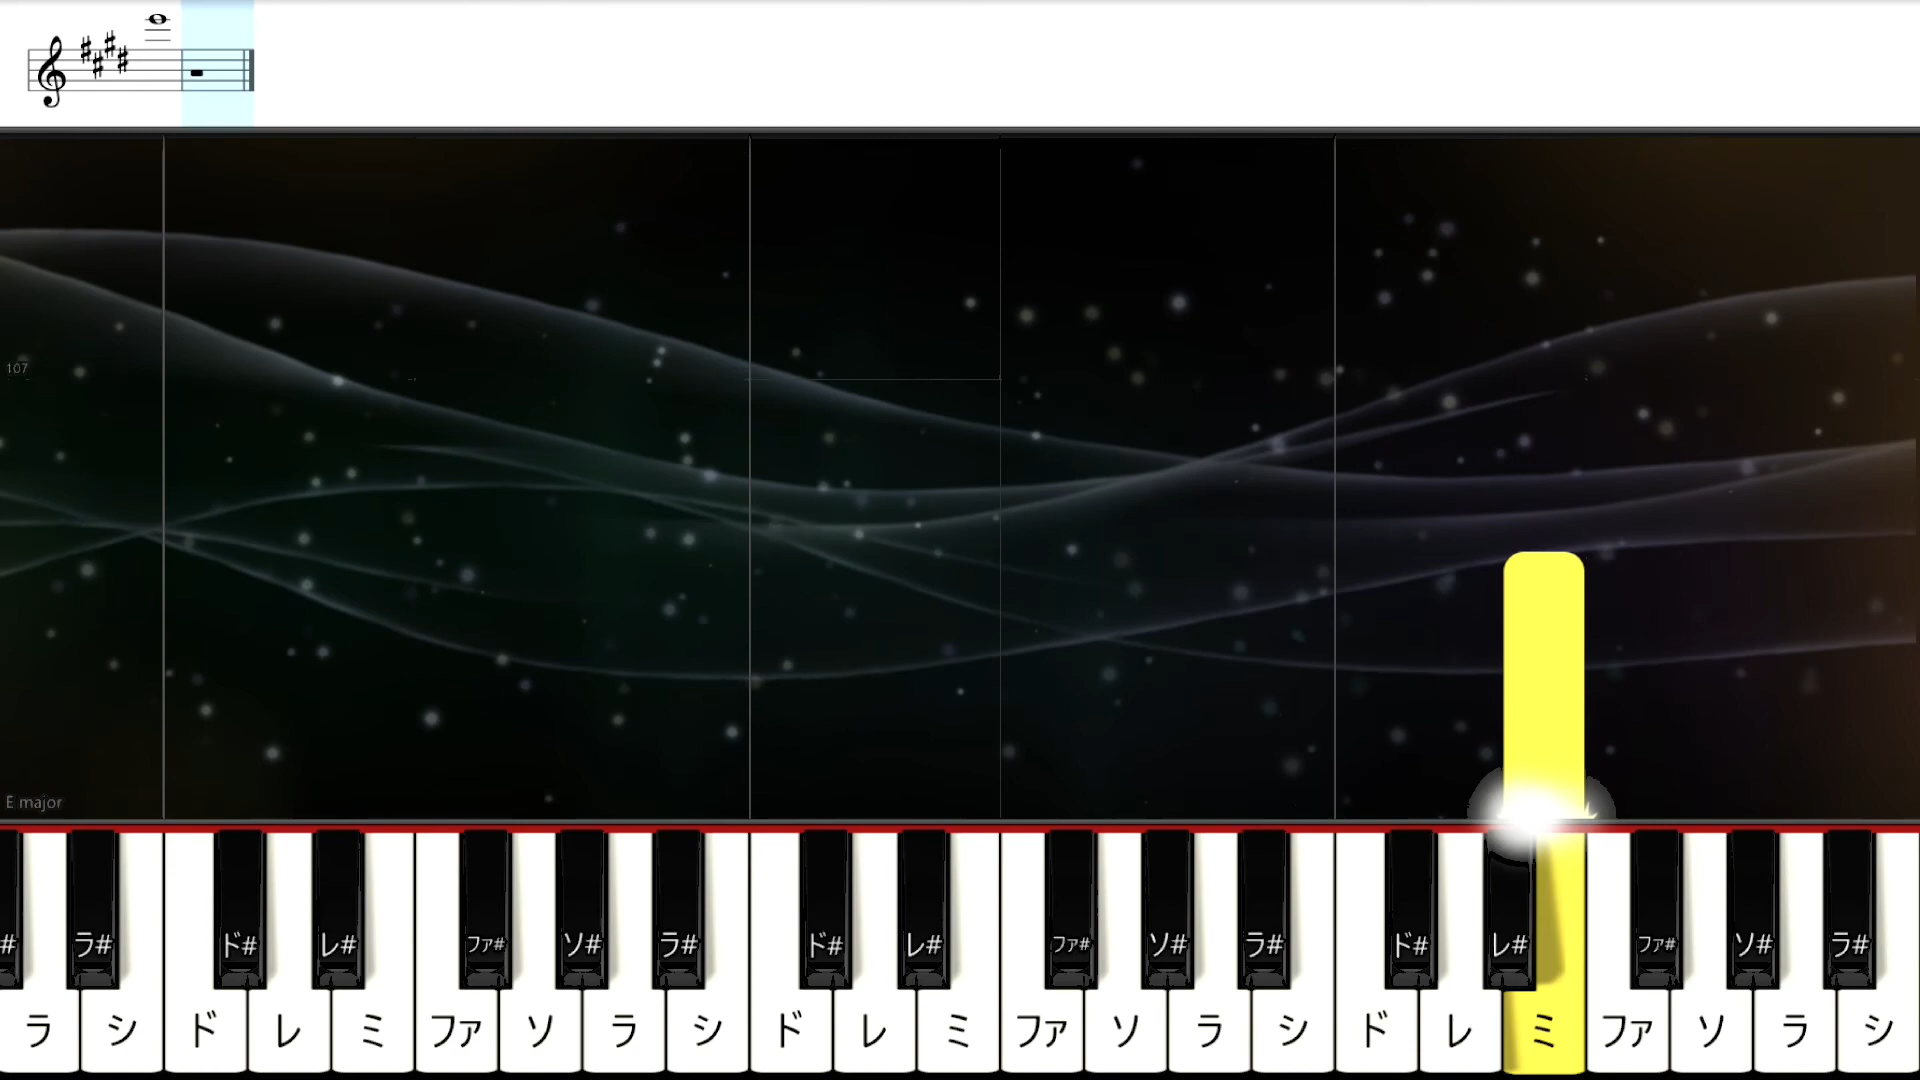 107
E major
# ラ# ド# レ# ファ# ソ# ラ# ド# レ# ファ# ソ# ラ# ド# レ# ファ# ソ# ラ#
ラ シ ド レ ミ ファ ソ ラ シ ド レ ミ ファ ソ ラ シ ド レ ミ ファ ソ ラ シ